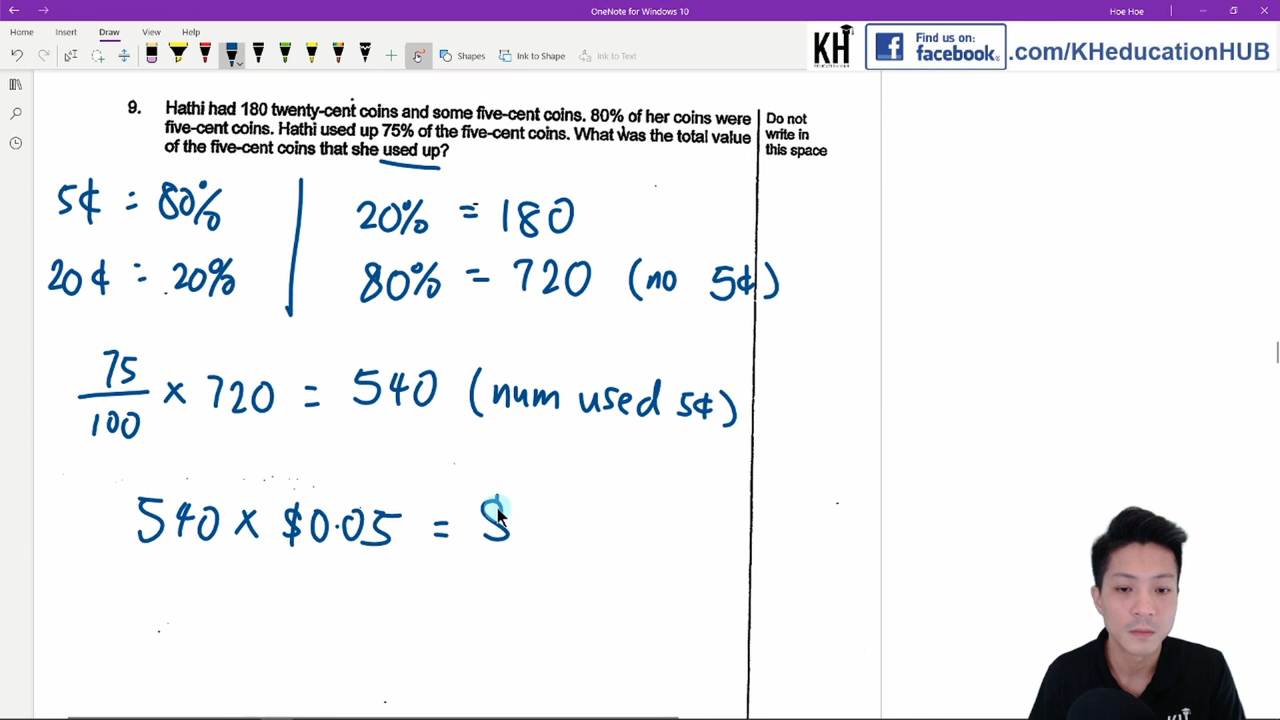 OneNote for Windows 10
Hoe Hoe
Home Insert Draw View Help
Shapes Ink to Shape Ink to Text
KH
Find us on:
facebook. .com/KHeducationHUB
9. Hathi had 180 twenty-cent coins and some five-cent coins. 80% of her coins were
five-cent coins. Hathi used up 75% of the five-cent coins. What was the total value
of the five-cent coins that she used up?
Do not
write in
this space
5¢ = 80%
20¢ = 20%
20% = 180
80% = 720 (no 5¢)
75/100 × 720 = 540 (num used 5¢)
540 × $0.05 = $
KH